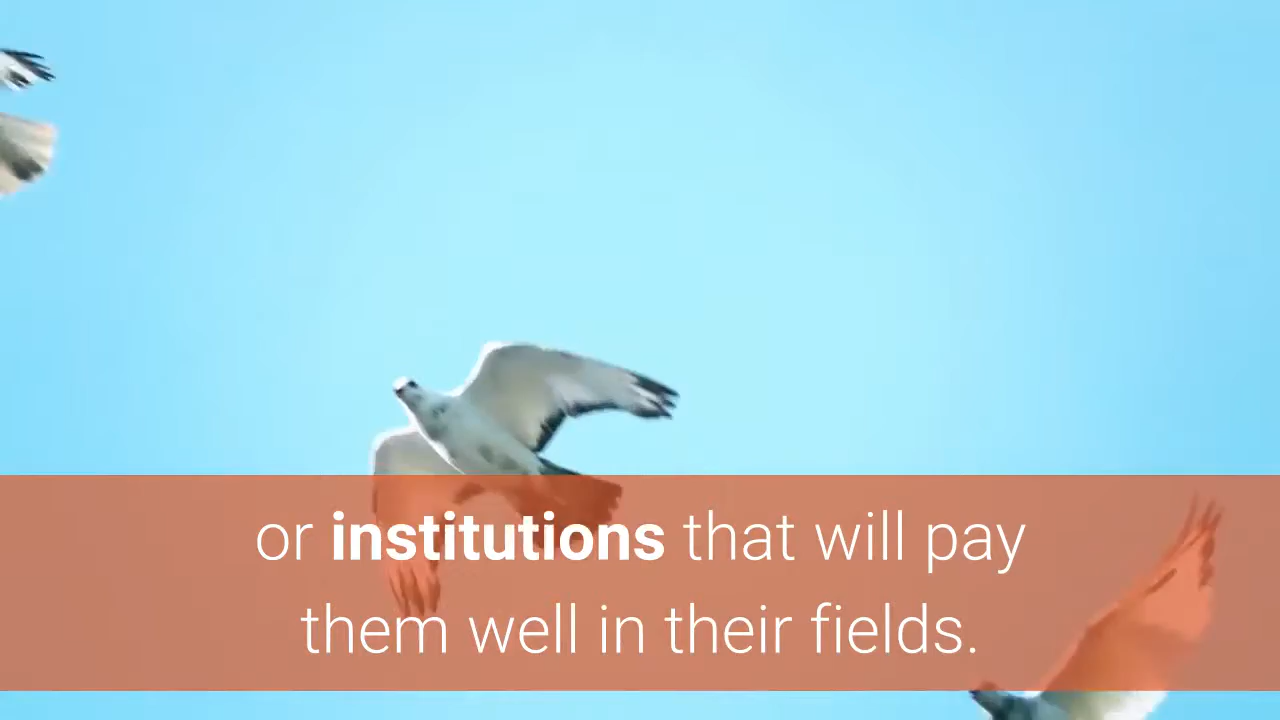 or institutions that will pay
them well in their fields.